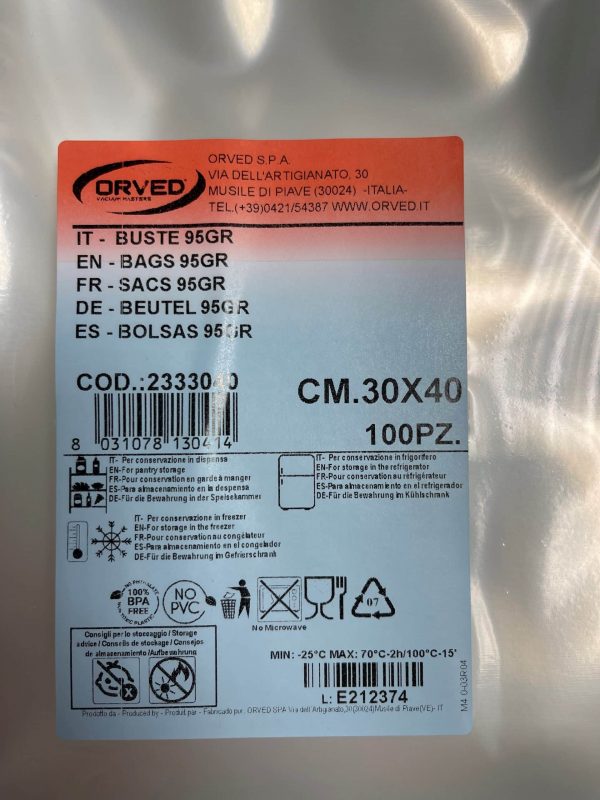 ORVED
VACUUM MASTERS
ORVED S.P.A.
VIA DELL'ARTIGIANATO, 30
MUSILE DI PIAVE (30024) -ITALIA-
TEL.(+39)0421/54387 WWW.ORVED.IT
IT - BUSTE 95GR
EN - BAGS 95GR
FR - SACS 95GR
DE - BEUTEL 95GR
ES - BOLSAS 95GR
COD.:2333040
CM.30X40
100PZ.
8 031078 130414
IT- Per conservazione in dispensa
EN-For pantry storage
FR-Pour conservation en garde à manger
ES-Para almacenamiento en la despensa
DE-Für die Bewahrung in der Speisekammer
IT- Per conservazione in frigorifero
EN-For storage in the refrigerator
FR-Pour conservation au réfrigérateur
ES-Para almacenamiento en el refrigerador
DE-Für die Bewahrung im Kühlschrank
IT- Per conservazione in freezer
EN-For storage in the freezer
FR-Pour conservation au congélateur
ES-Para almacenamiento en el congelador
DE-Für die Bewahrung im Gefrierschrank
100%
BPA
FREE
NO
PVC
07
No Microwave
Consigli per lo stoccaggio / Storage
advice / Conseils de stockage / Consejos
de almacenamiento /Aufbewahrung
MIN: -25°C MAX: 70°C-2h/100°C-15'
L: E212374
M4.0-03R04
Prodotto da - Produced by - Produit par - Fabricado por: ORVED SPA Via dell'Artigianato,30(30024)Musile di Piave(VE)- IT